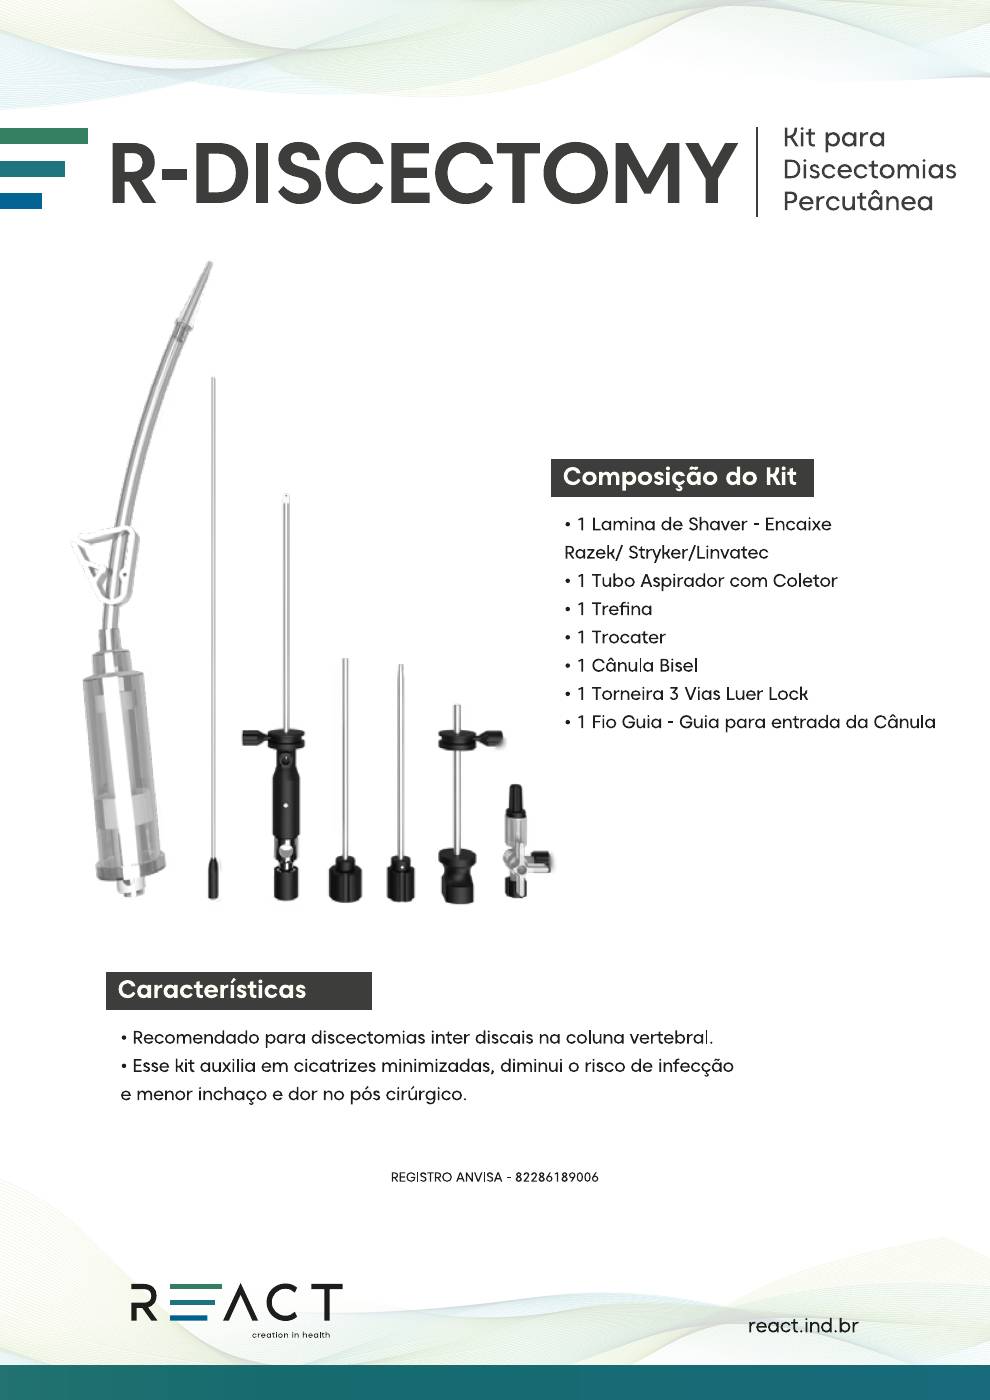 R-DISCECTOMY
Kit para
Discectomias
Percutânea
Composição do Kit
• 1 Lamina de Shaver - Encaixe
Razek/ Stryker/Linvatec
• 1 Tubo Aspirador com Coletor
• 1 Trefina
• 1 Trocater
• 1 Cânula Bisel
• 1 Torneira 3 Vias Luer Lock
• 1 Fio Guia - Guia para entrada da Cânula
Características
• Recomendado para discectomias inter discais na coluna vertebral.
• Esse kit auxilia em cicatrizes minimizadas, diminui o risco de infecção
e menor inchaço e dor no pós cirúrgico.
REGISTRO ANVISA - 82286189006
REACT
creation in health
react.ind.br